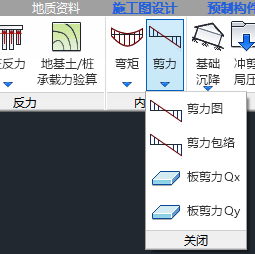 地质资料 施工图设计 预制构件
反力 地基土/桩 弯矩 剪力 基础 冲剪
承载力验算 沉降 局压
反力 内
剪力图
剪力包络
板剪力Qx
板剪力Qy
关闭